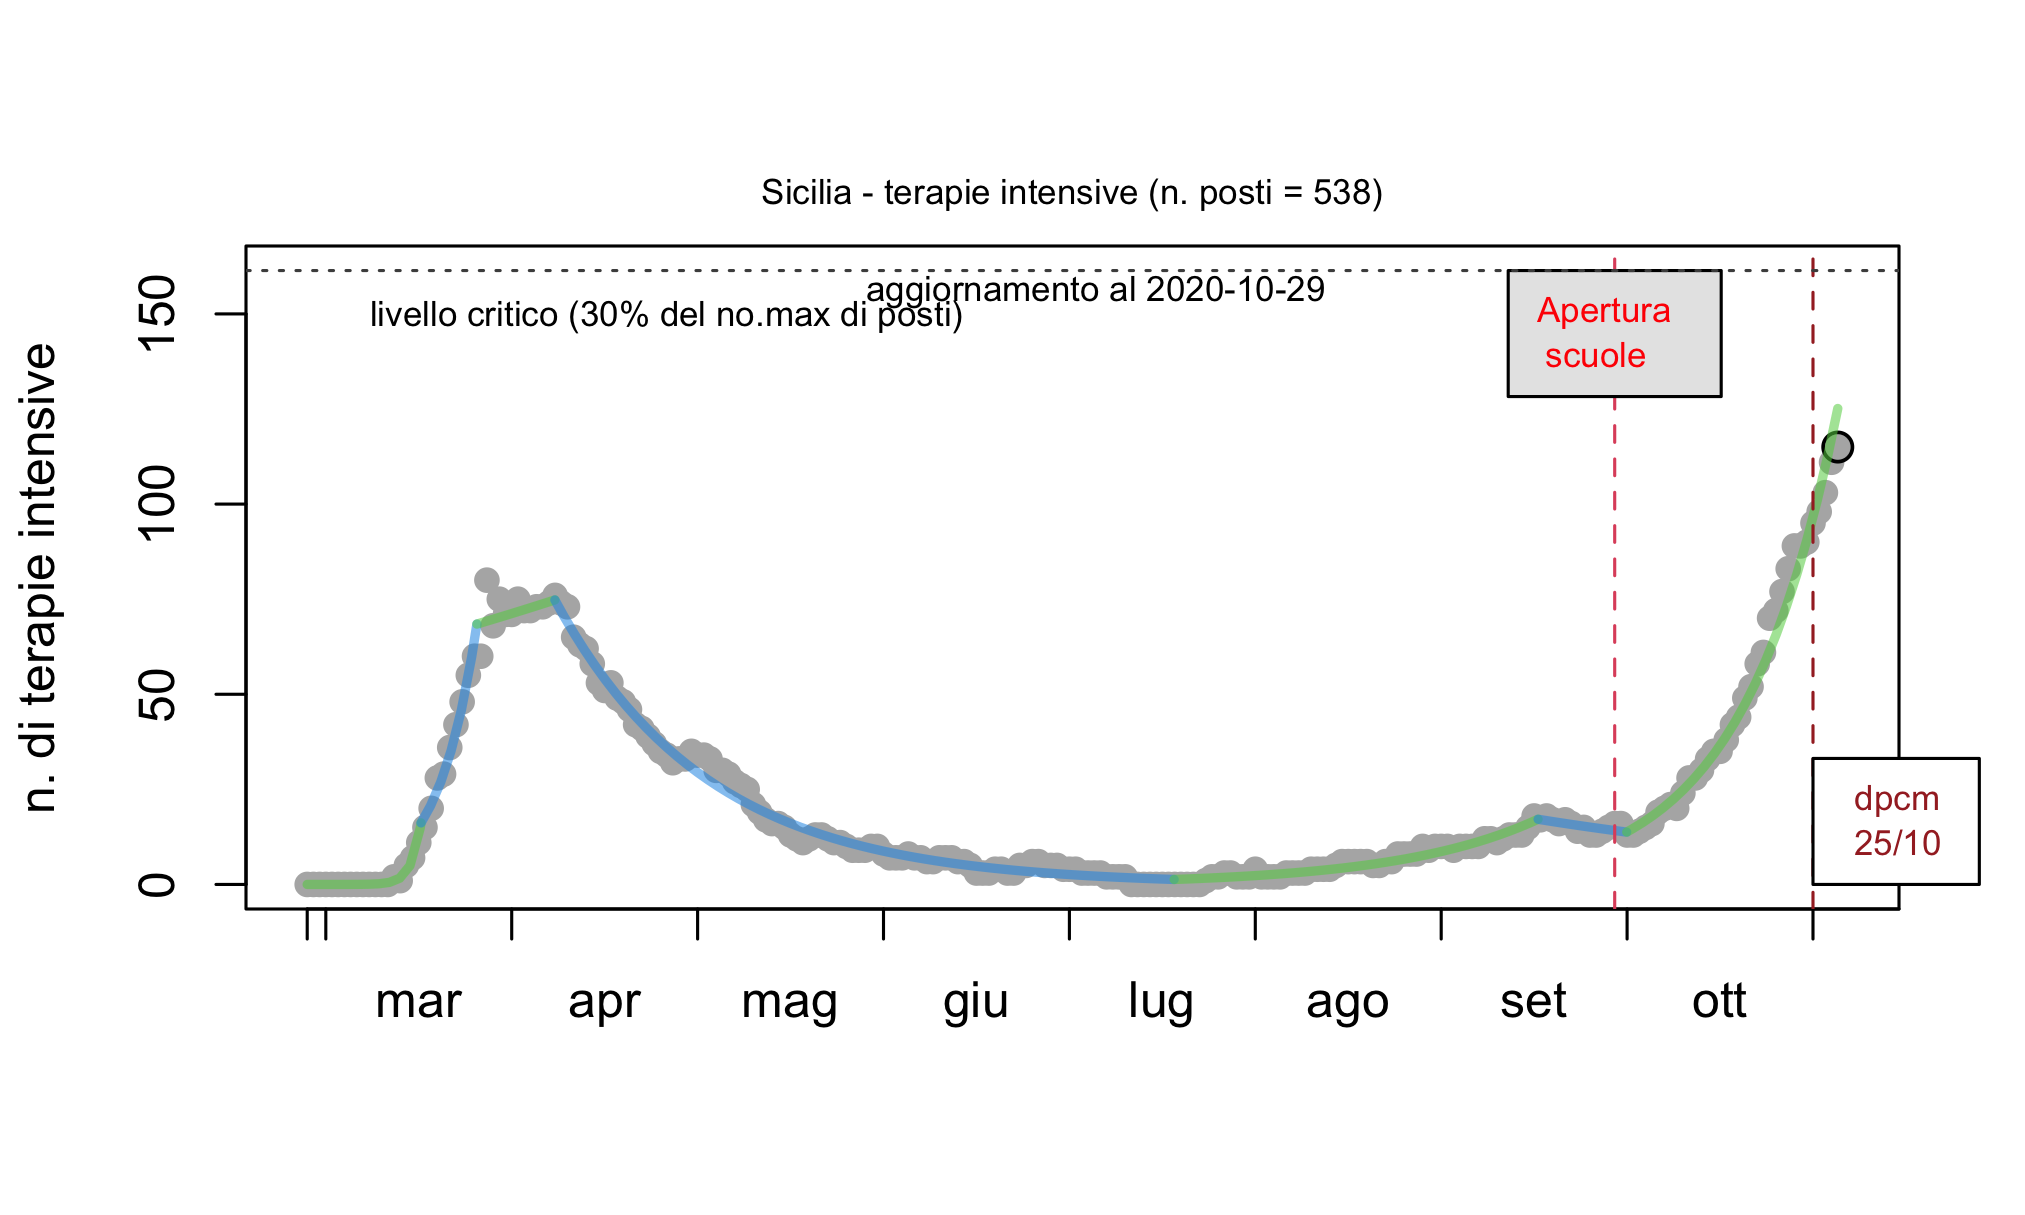 Sicilia - terapie intensive (n. posti = 538)
aggiornamento al 2020-10-29
livello critico (30% del no.max di posti)
Apertura
scuole
n. di terapie intensive
150
100
50
0
dpcm
25/10
mar apr mag giu lug ago set ott